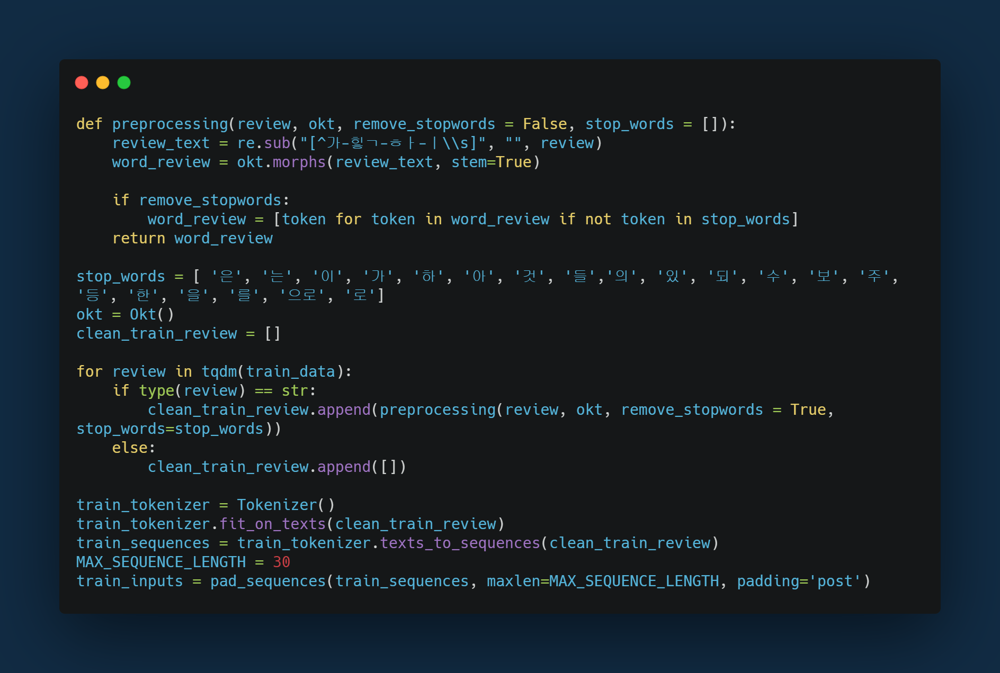 def preprocessing(review, okt, remove_stopwords = False, stop_words = []):
    review_text = re.sub("[^가-힣ㄱ-ㅎㅏ-ㅣ\\s]", "", review)
    word_review = okt.morphs(review_text, stem=True)

    if remove_stopwords:
        word_review = [token for token in word_review if not token in stop_words]
    return word_review

stop_words = [ '은', '는', '이', '가', '하', '아', '것', '들','의', '있', '되', '수', '보', '주',
'등', '한', '을', '를', '으로', '로']
okt = Okt()
clean_train_review = []

for review in tqdm(train_data):
    if type(review) == str:
        clean_train_review.append(preprocessing(review, okt, remove_stopwords = True,
stop_words=stop_words))
    else:
        clean_train_review.append([])

train_tokenizer = Tokenizer()
train_tokenizer.fit_on_texts(clean_train_review)
train_sequences = train_tokenizer.texts_to_sequences(clean_train_review)
MAX_SEQUENCE_LENGTH = 30
train_inputs = pad_sequences(train_sequences, maxlen=MAX_SEQUENCE_LENGTH, padding='post')